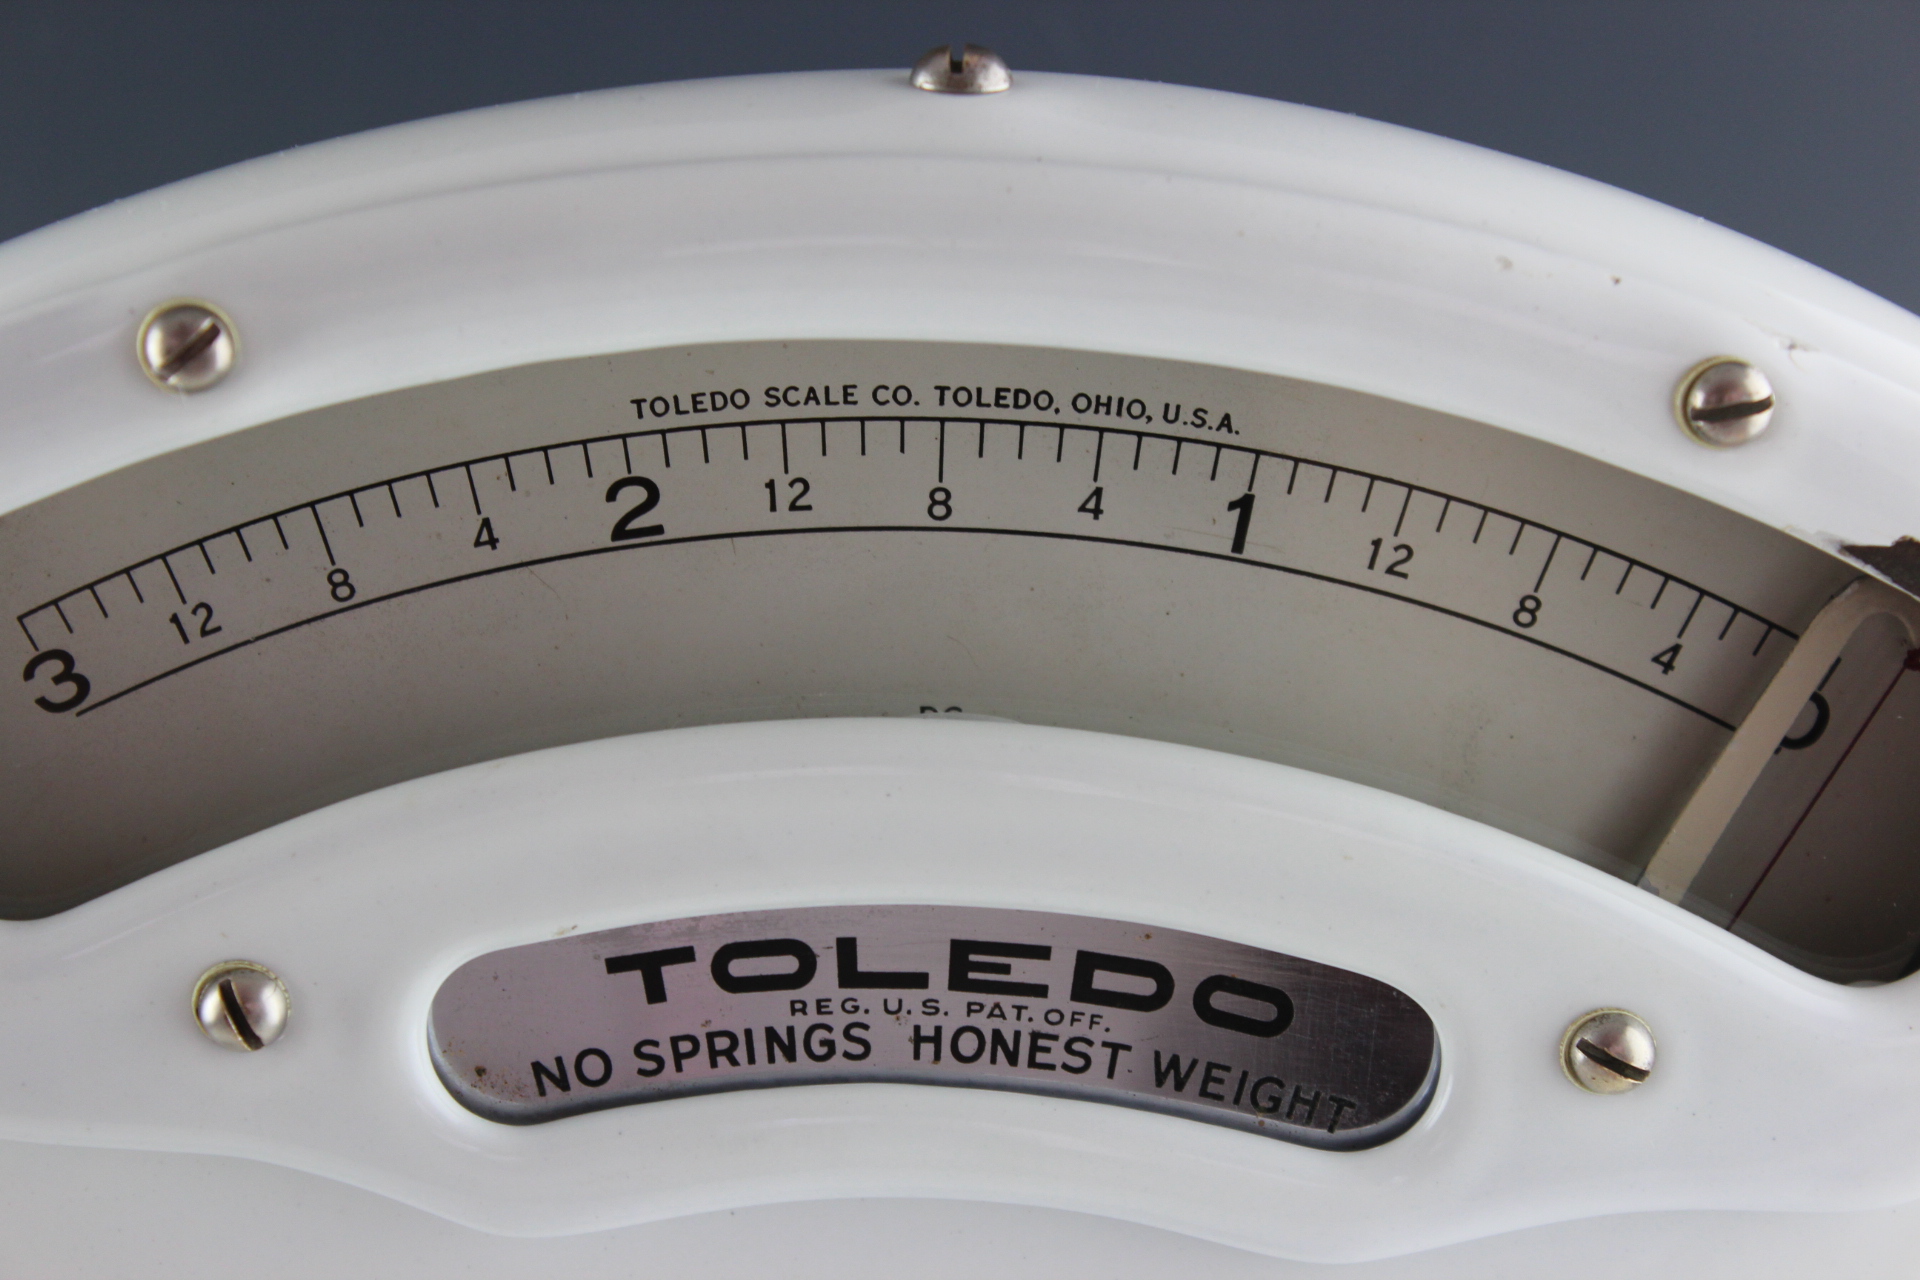 TOLEDO SCALE CO. TOLEDO, OHIO, U.S.A.
3 12 8 4 2 12 8 4 1 12 8 4 0
TOLEDO
REG. U.S. PAT. OFF.
NO SPRINGS HONEST WEIGHT